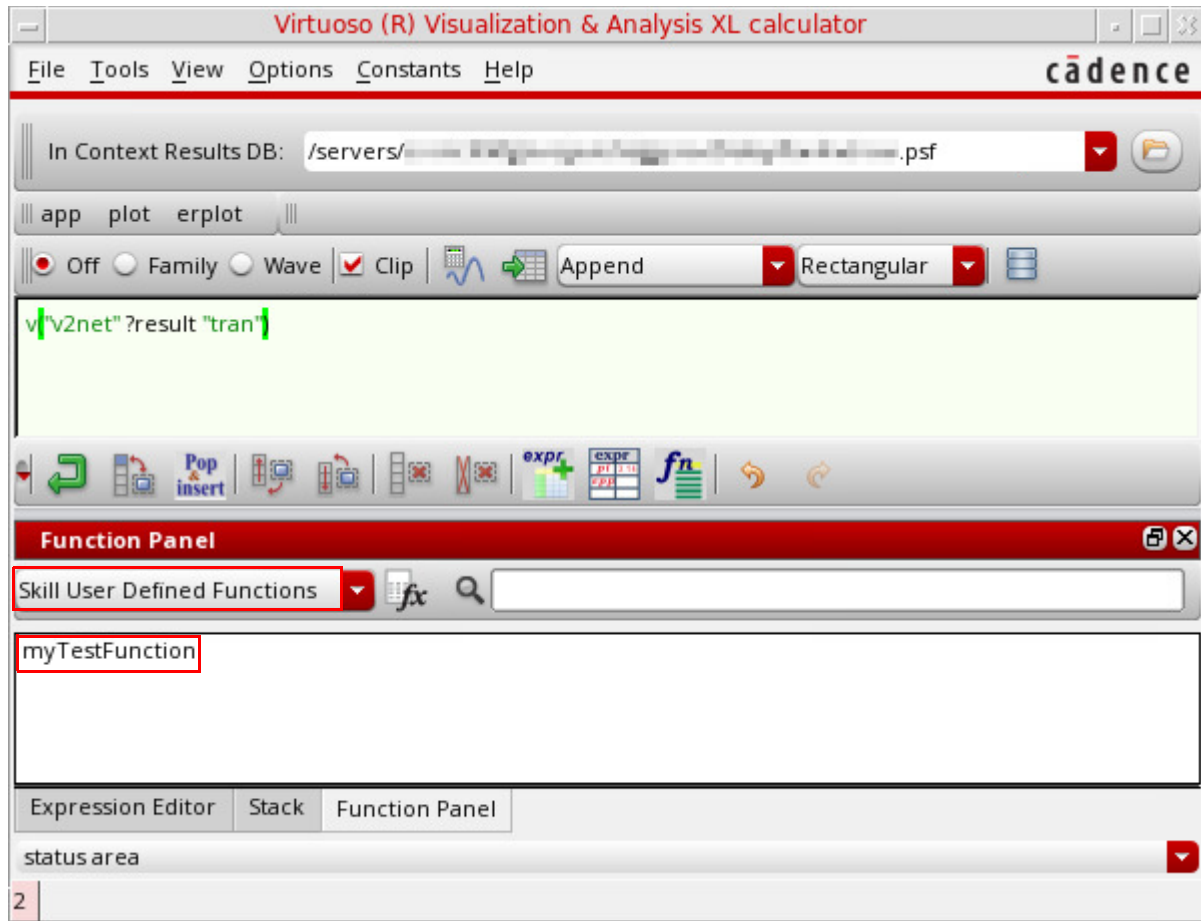 Virtuoso (R) Visualization & Analysis XL calculator
File Tools View Options Constants Help cādence
In Context Results DB: /servers/ .psf
app plot erplot
Off Family Wave Clip Append Rectangular
v("v2net" ?result "tran")
Pop & insert expr expr fn
Function Panel
Skill User Defined Functions fx
myTestFunction
Expression Editor Stack Function Panel
status area
2